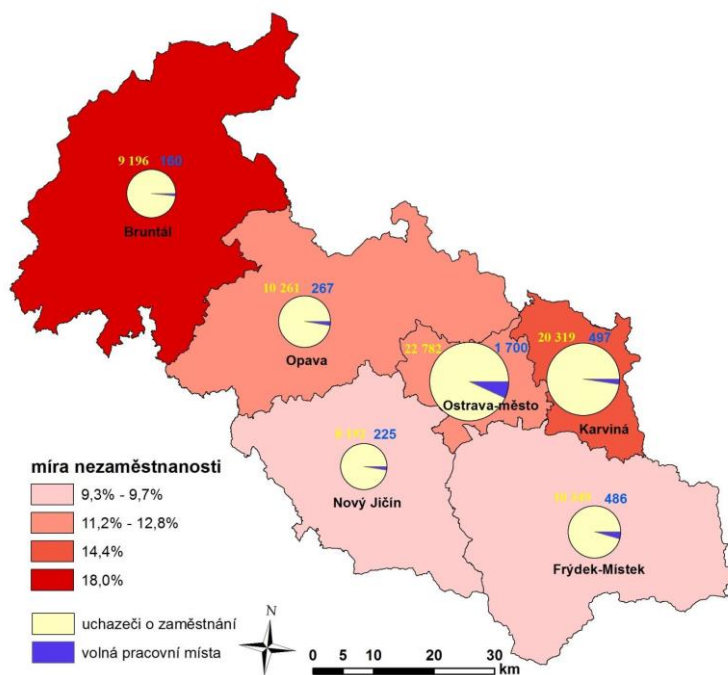 9 196 160
Bruntál
10 261 267
Opava
22 782 1 700
Ostrava-město
20 319 497
Karviná
225
Nový Jičín
486
Frýdek-Místek
míra nezaměstnanosti
9,3% - 9,7%
11,2% - 12,8%
14,4%
18,0%
uchazeči o zaměstnání
volná pracovní místa
N
0 5 10 20 30
km